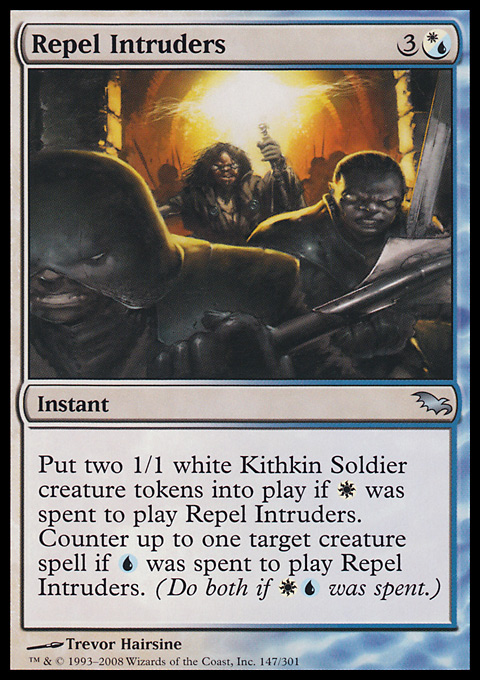 Repel Intruders 3
Instant
Put two 1/1 white Kithkin Soldier
creature tokens into play if was
spent to play Repel Intruders.
Counter up to one target creature
spell if was spent to play Repel
Intruders. (Do both if was spent.)
Trevor Hairsine
™ & © 1993–2008 Wizards of the Coast, Inc. 147/301